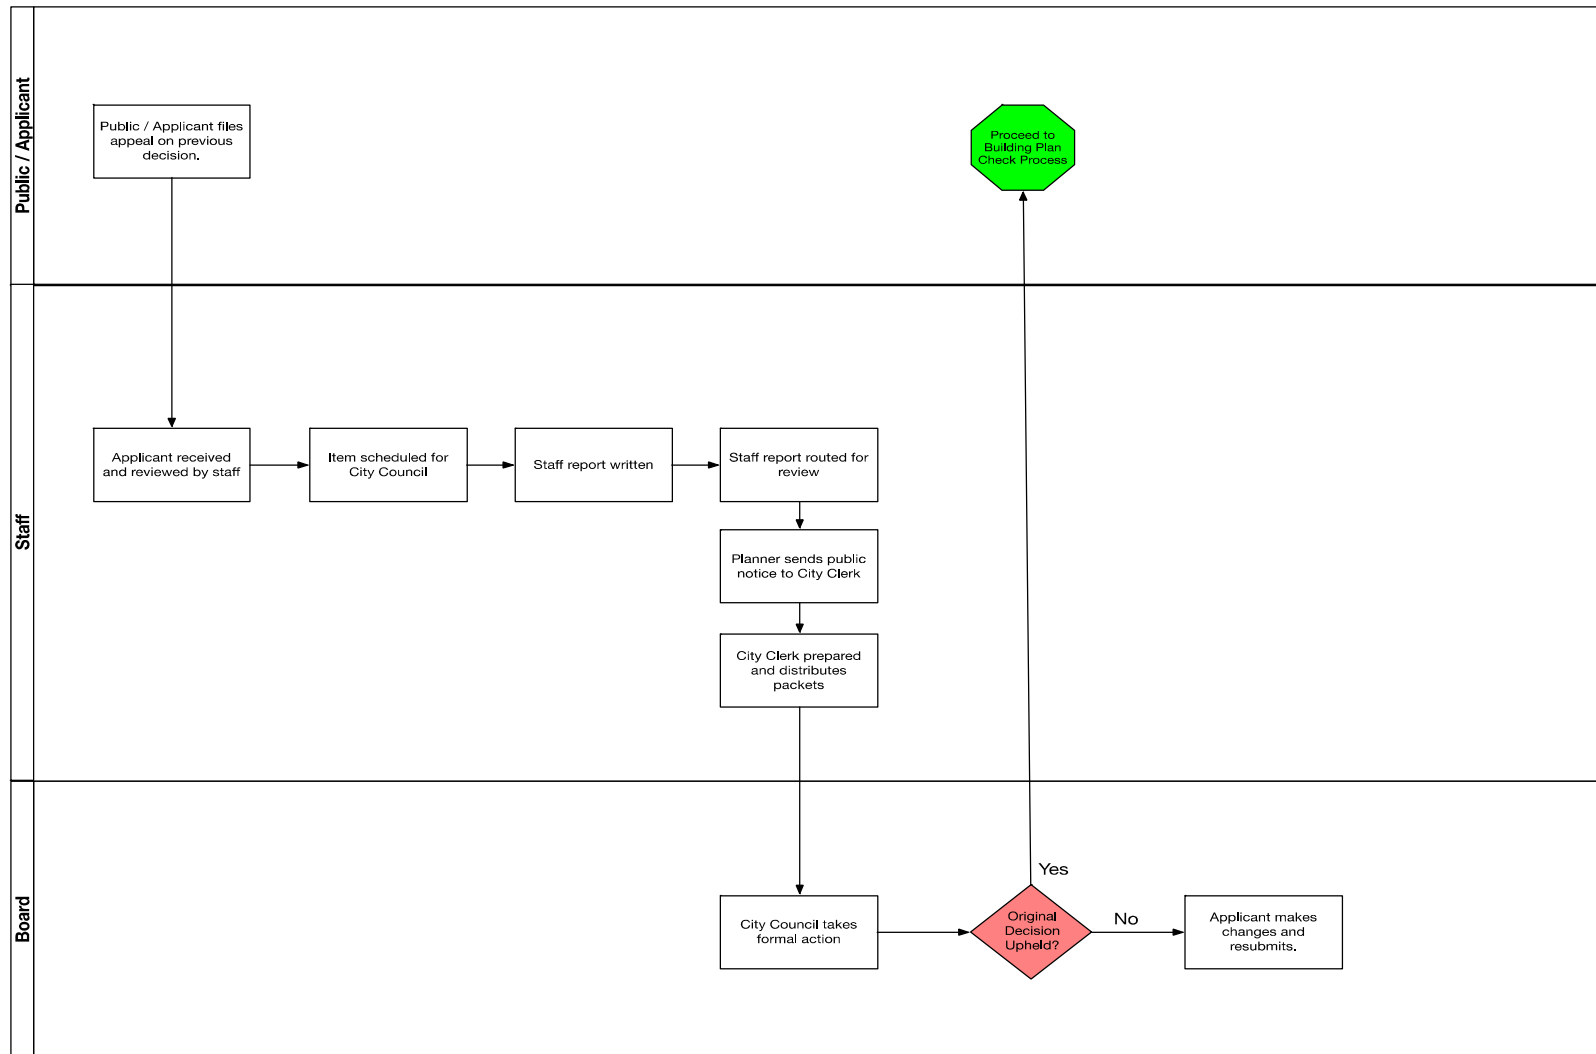 Public / Applicant
Public / Applicant files
appeal on previous
decision.
Proceed to
Building Plan
Check Process
Staff
Applicant received
and reviewed by staff
Item scheduled for
City Council
Staff report written
Staff report routed for
review
Planner sends public
notice to City Clerk
City Clerk prepared
and distributes
packets
Board
City Council takes
formal action
Original
Decision
Upheld?
Yes
No
Applicant makes
changes and
resubmits.